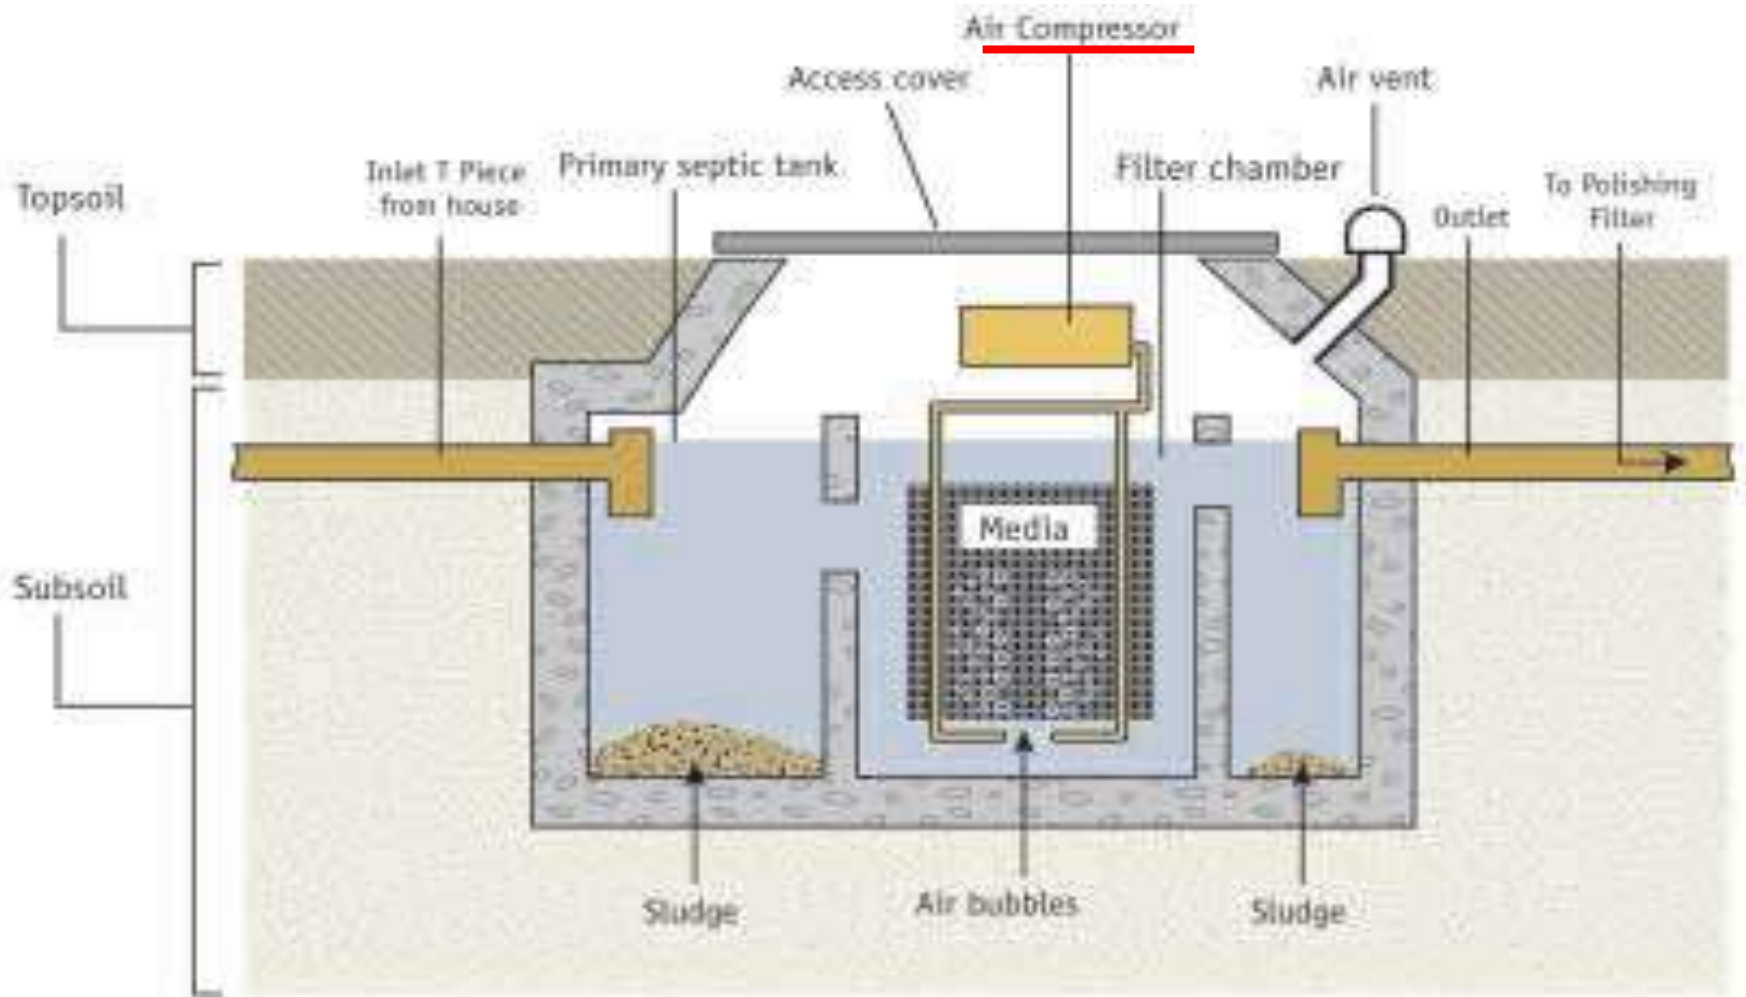 Air Compressor
Access cover
Air vent
Inlet T Piece
from house
Primary septic tank
Filter chamber
To Polishing
Filter
Topsoil
Outlet
Media
Subsoil
Sludge
Air bubbles
Sludge